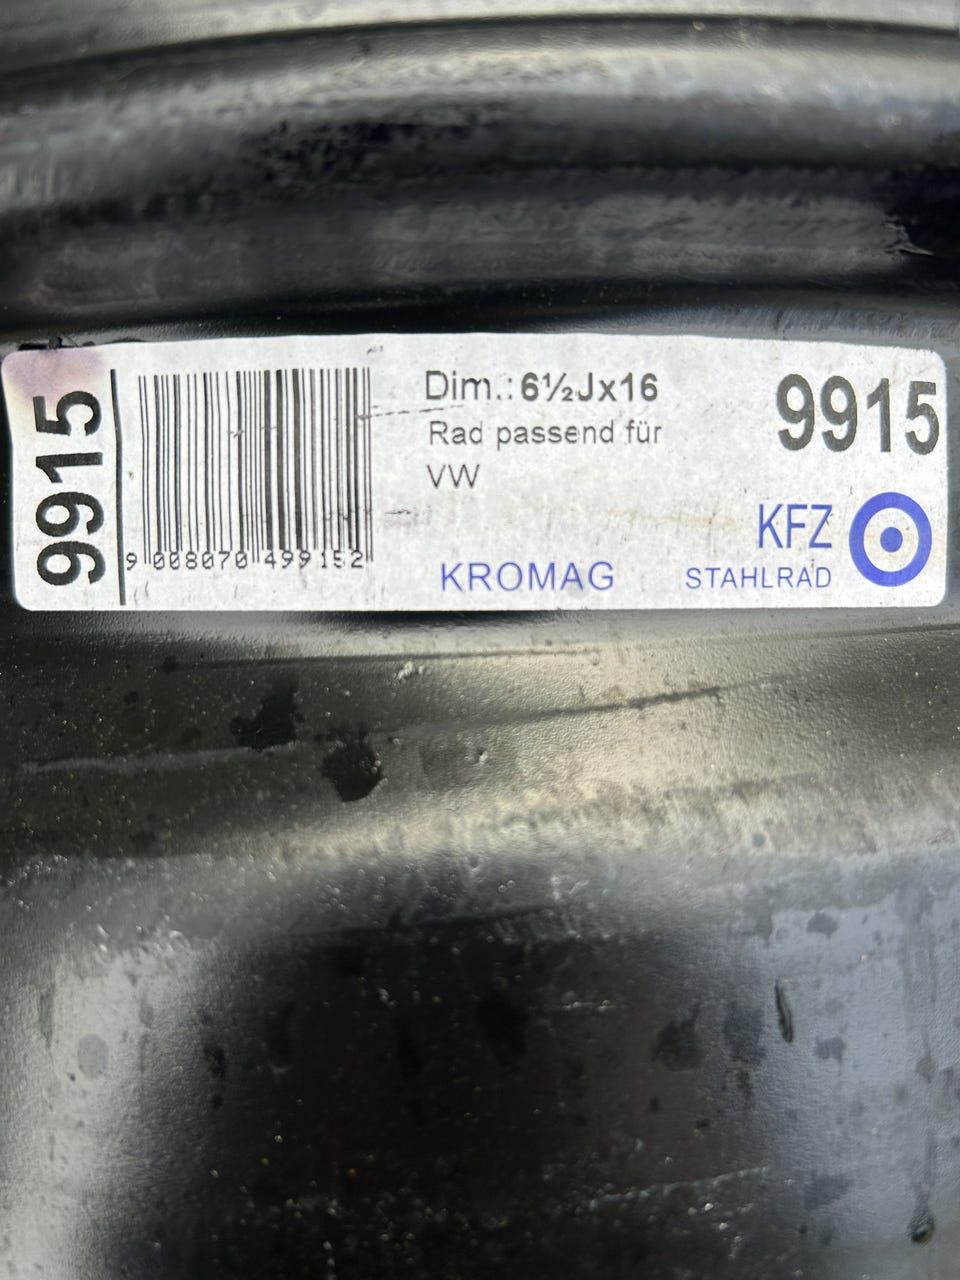 9915
9 008070 499152
Dim.: 6½Jx16
Rad passend für
VW
KROMAG
9915
KFZ
STAHLRAD